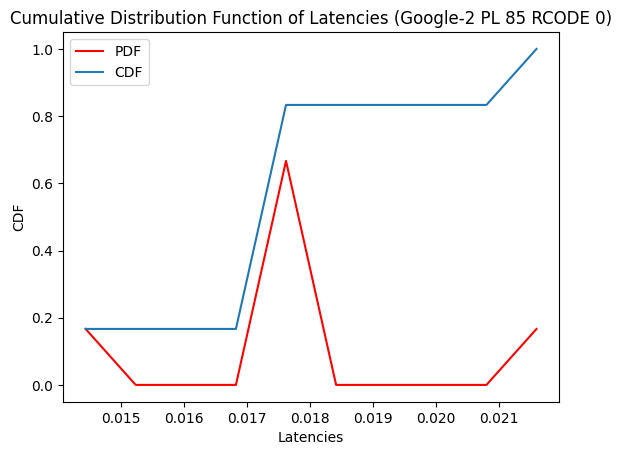 Cumulative Distribution Function of Latencies (Google-2 PL 85 RCODE 0)
PDF
CDF
1.0
0.8
0.6
0.4
0.2
0.0
CDF
0.015 0.016 0.017 0.018 0.019 0.020 0.021
Latencies